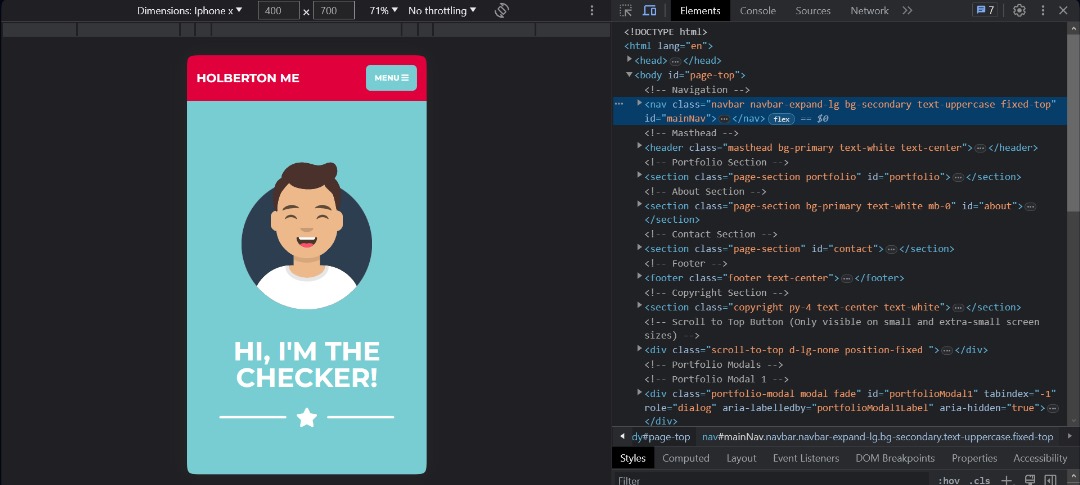 Dimensions: Iphone x ▼ 400 x 700 71% ▼ No throttling ▼
HOLBERTON ME
MENU ☰
HI, I'M THE
CHECKER!
Elements Console Sources Network 7
<!DOCTYPE html>
<html lang="en">
<head>…</head>
<body id="page-top">
<!-- Navigation -->
<nav class="navbar navbar-expand-lg bg-secondary text-uppercase fixed-top"
id="mainNav">…</nav> flex == $0
<!-- Masthead -->
<header class="masthead bg-primary text-white text-center">…</header>
<!-- Portfolio Section -->
<section class="page-section portfolio" id="portfolio">…</section>
<!-- About Section -->
<section class="page-section bg-primary text-white mb-0" id="about">…
</section>
<!-- Contact Section -->
<section class="page-section" id="contact">…</section>
<!-- Footer -->
<footer class="footer text-center">…</footer>
<!-- Copyright Section -->
<section class="copyright py-4 text-center text-white">…</section>
<!-- Scroll to Top Button (Only visible on small and extra-small screen
sizes) -->
<div class="scroll-to-top d-lg-none position-fixed ">…</div>
<!-- Portfolio Modals -->
<!-- Portfolio Modal 1 -->
<div class="portfolio-modal modal fade" id="portfolioModal1" tabindex="-1"
role="dialog" aria-labelledby="portfolioModal1Label" aria-hidden="true">…
</div>
dy#page-top nav#mainNav.navbar.navbar-expand-lg.bg-secondary.text-uppercase.fixed-top
Styles Computed Layout Event Listeners DOM Breakpoints Properties Accessibility
Filter :hov .cls